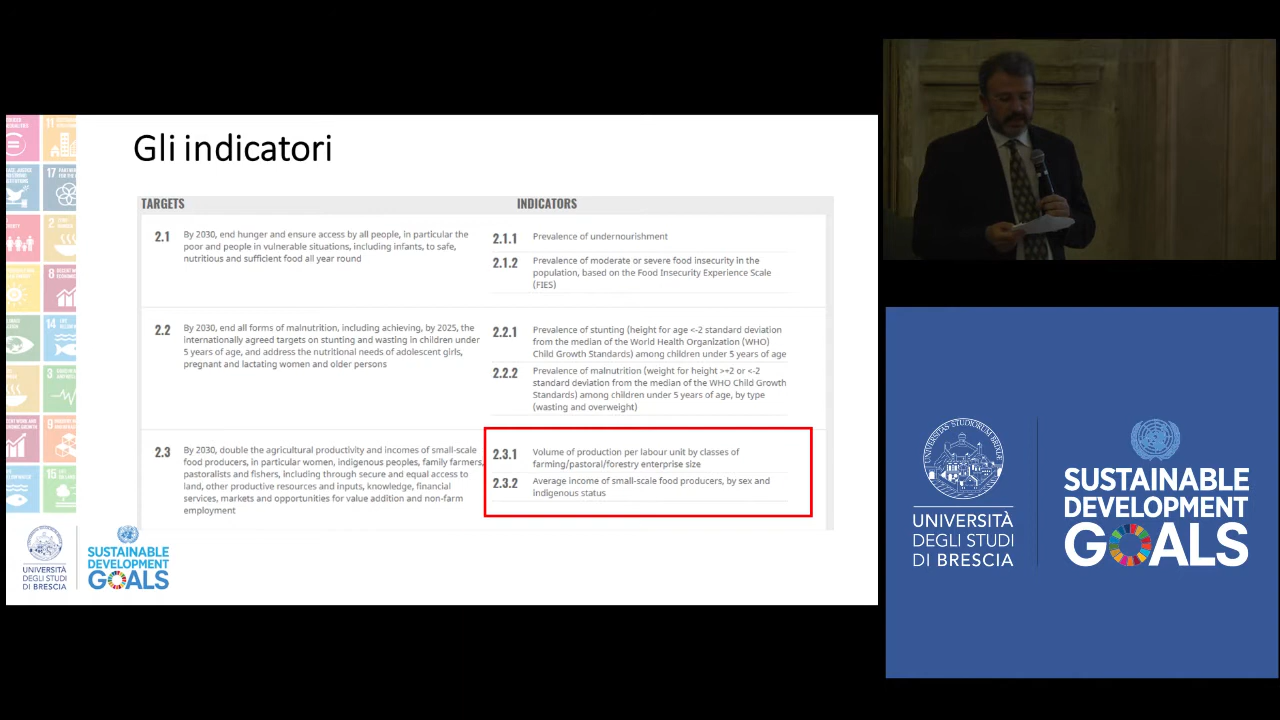 Gli indicatori
TARGETS
INDICATORS
2.1
By 2030, end hunger and ensure access by all people, in particular the
poor and people in vulnerable situations, including infants, to safe,
nutritious and sufficient food all year round
2.1.1
Prevalence of undernourishment
2.1.2
Prevalence of moderate or severe food insecurity in the
population, based on the Food Insecurity Experience Scale
(FIES)
2.2
By 2030, end all forms of malnutrition, including achieving, by 2025, the
internationally agreed targets on stunting and wasting in children under
5 years of age, and address the nutritional needs of adolescent girls,
pregnant and lactating women and older persons
2.2.1
Prevalence of stunting (height for age <-2 standard deviation
from the median of the World Health Organization (WHO)
Child Growth Standards) among children under 5 years of age
2.2.2
Prevalence of malnutrition (weight for height >+2 or <-2
standard deviation from the median of the WHO Child Growth
Standards) among children under 5 years of age, by type
(wasting and overweight)
2.3
By 2030, double the agricultural productivity and incomes of small-scale
food producers, in particular women, indigenous peoples, family farmers,
pastoralists and fishers, including through secure and equal access to
land, other productive resources and inputs, knowledge, financial
services, markets and opportunities for value addition and non-farm
employment
2.3.1
Volume of production per labour unit by classes of
farming/pastoral/forestry enterprise size
2.3.2
Average income of small-scale food producers, by sex and
indigenous status
11
17
2
8
14
3
9
15
UNIVERSITÀ
DEGLI STUDI
DI BRESCIA
SUSTAINABLE
DEVELOPMENT
GOALS
UNIVERSITÀ
DEGLI STUDI
DI BRESCIA
SUSTAINABLE
DEVELOPMENT
GOALS